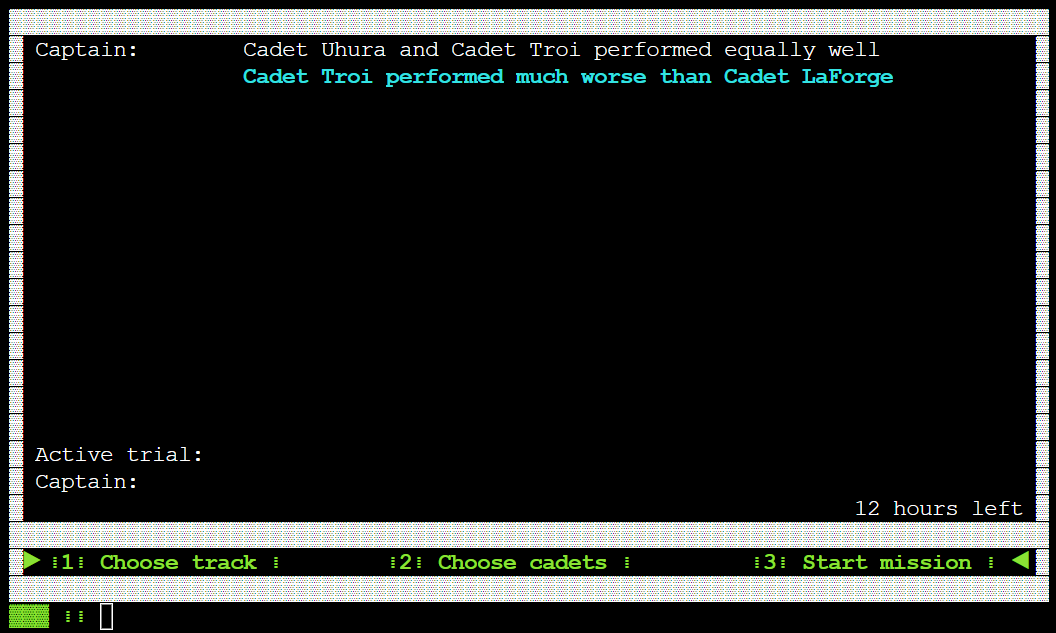 Captain: Cadet Uhura and Cadet Troi performed equally well
Cadet Troi performed much worse than Cadet LaForge
Active trial:
Captain:
12 hours left
⁞1⁞ Choose track ⁞ ⁞2⁞ Choose cadets ⁞ ⁞3⁞ Start mission ⁞